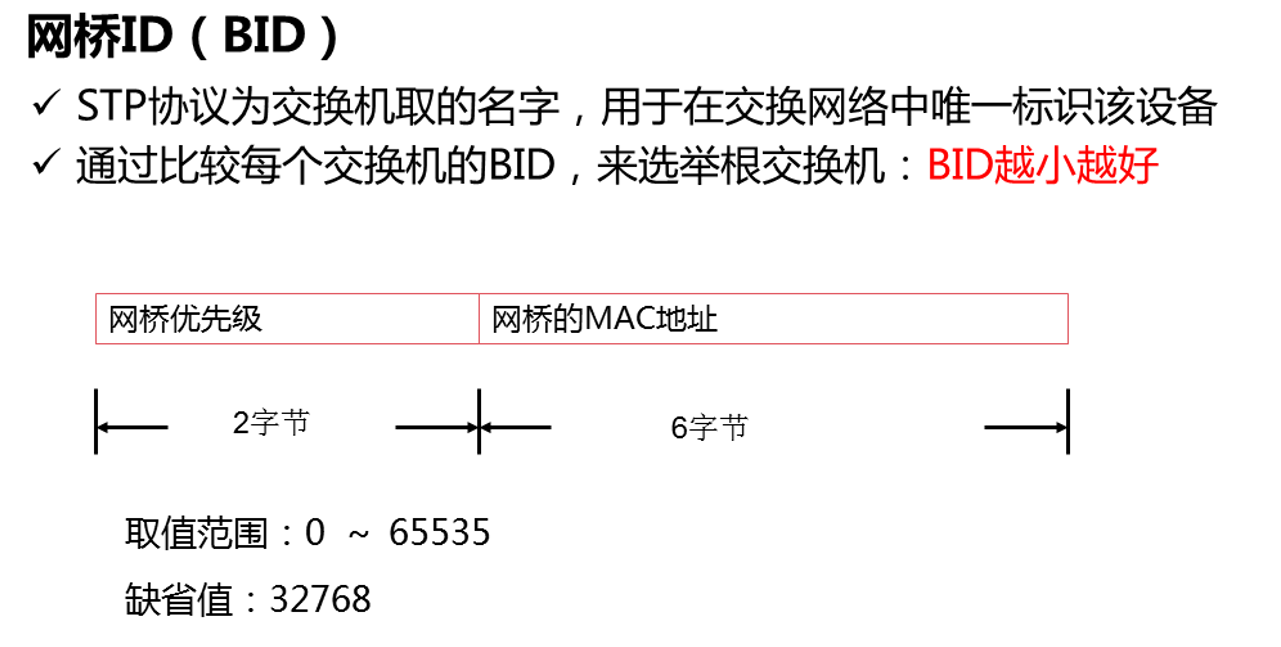 网桥ID（BID）
✓ STP协议为交换机取的名字，用于在交换网络中唯一标识该设备
✓ 通过比较每个交换机的BID，来选举根交换机：BID越小越好
网桥优先级 网桥的MAC地址
2字节 6字节
取值范围：0 ~ 65535
缺省值：32768